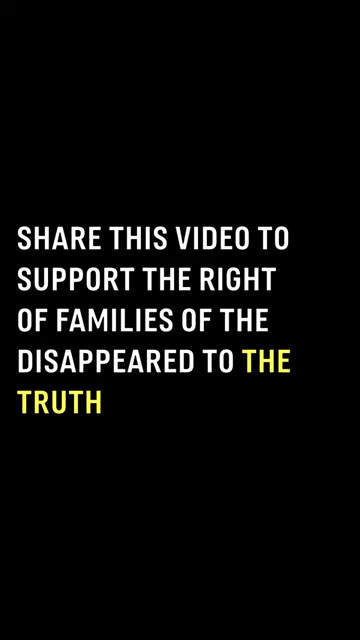 SHARE THIS VIDEO TO
SUPPORT THE RIGHT
OF FAMILIES OF THE
DISAPPEARED TO THE
TRUTH